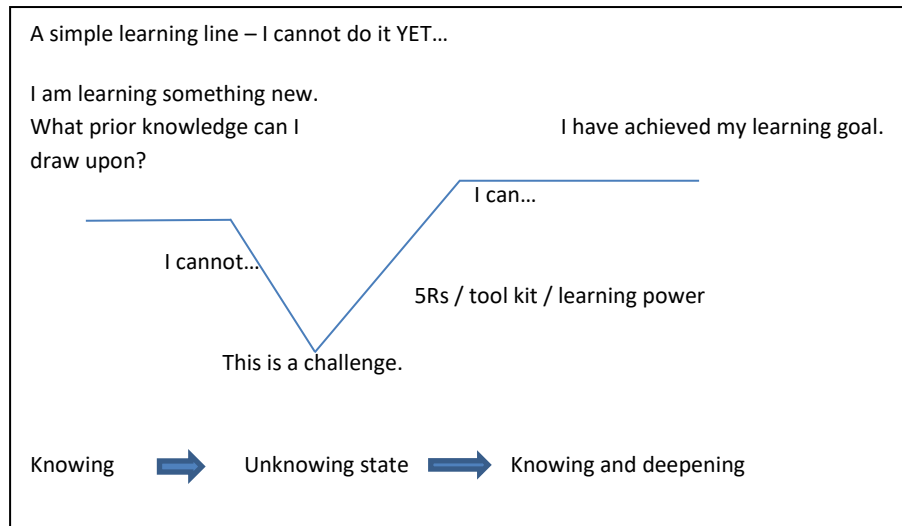 A simple learning line – I cannot do it YET…
I am learning something new.
What prior knowledge can I
draw upon?
I have achieved my learning goal.
I can…
I cannot…
5Rs / tool kit / learning power
This is a challenge.
Knowing
Unknowing state
Knowing and deepening